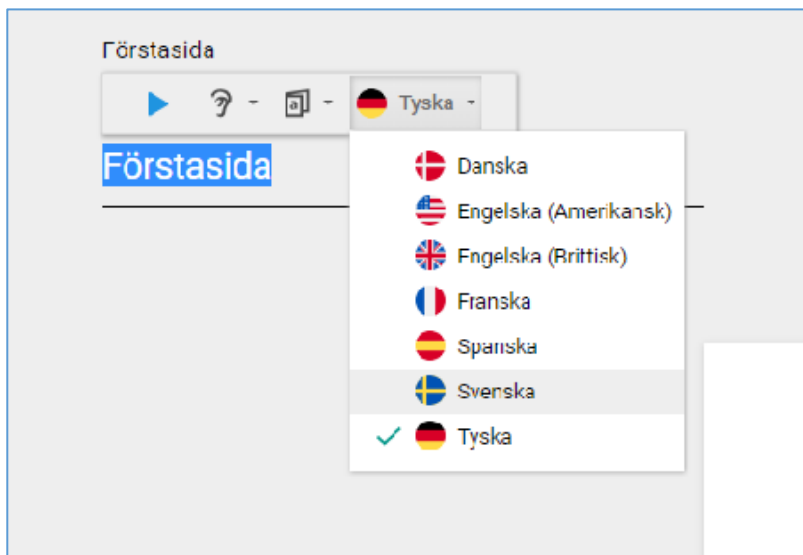 Förstasida
Tyska
Förstasida
Danska
Engelska (Amerikansk)
Engelska (Brittisk)
Franska
Spanska
Svenska
Tyska